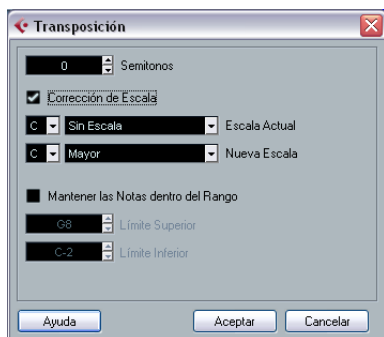 Transposición
0 Semitonos
Corrección de Escala
C Sin Escala Escala Actual
C Mayor Nueva Escala
Mantener las Notas dentro del Rango
G8 Límite Superior
C-2 Límite Inferior
Ayuda Aceptar Cancelar